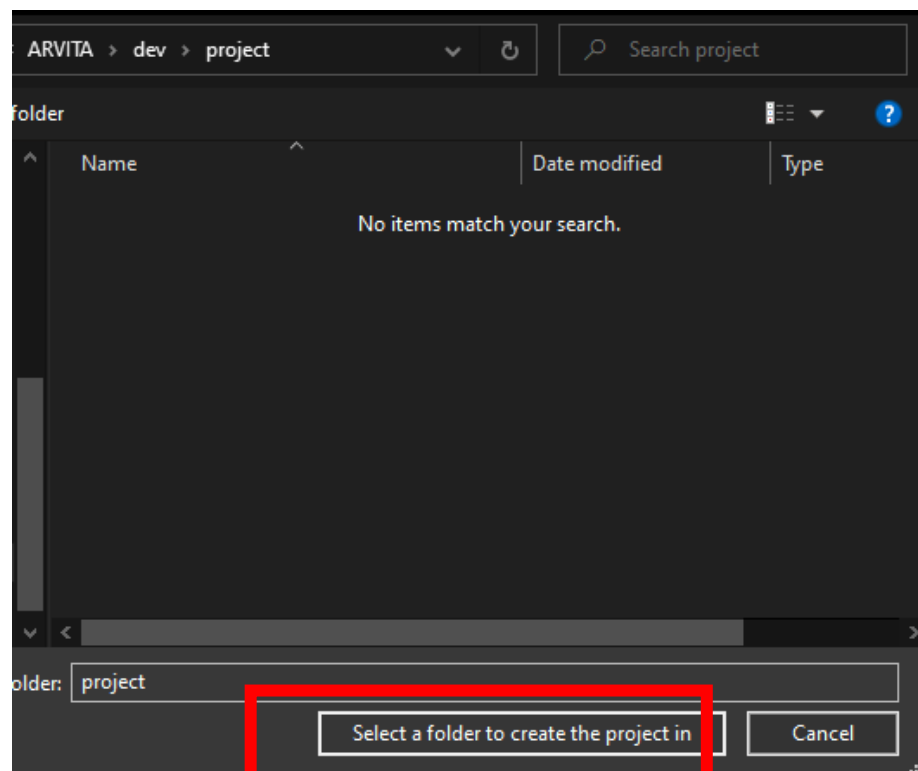 ARVITA > dev > project
Search project
folder
?
Name
Date modified
Type
No items match your search.
older:
project
Select a folder to create the project in
Cancel